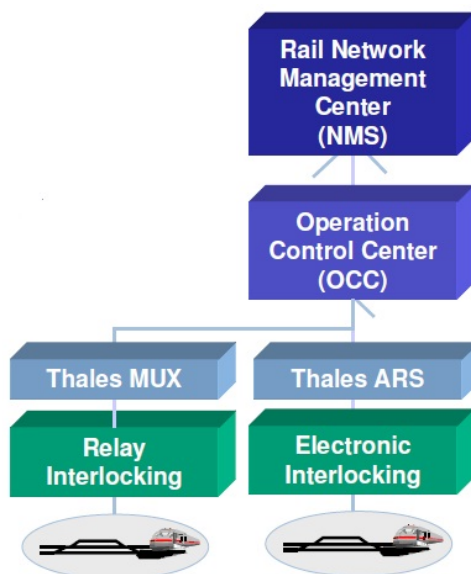 Rail Network
Management
Center
(NMS)
Operation
Control Center
(OCC)
Thales MUX
Thales ARS
Relay
Interlocking
Electronic
Interlocking